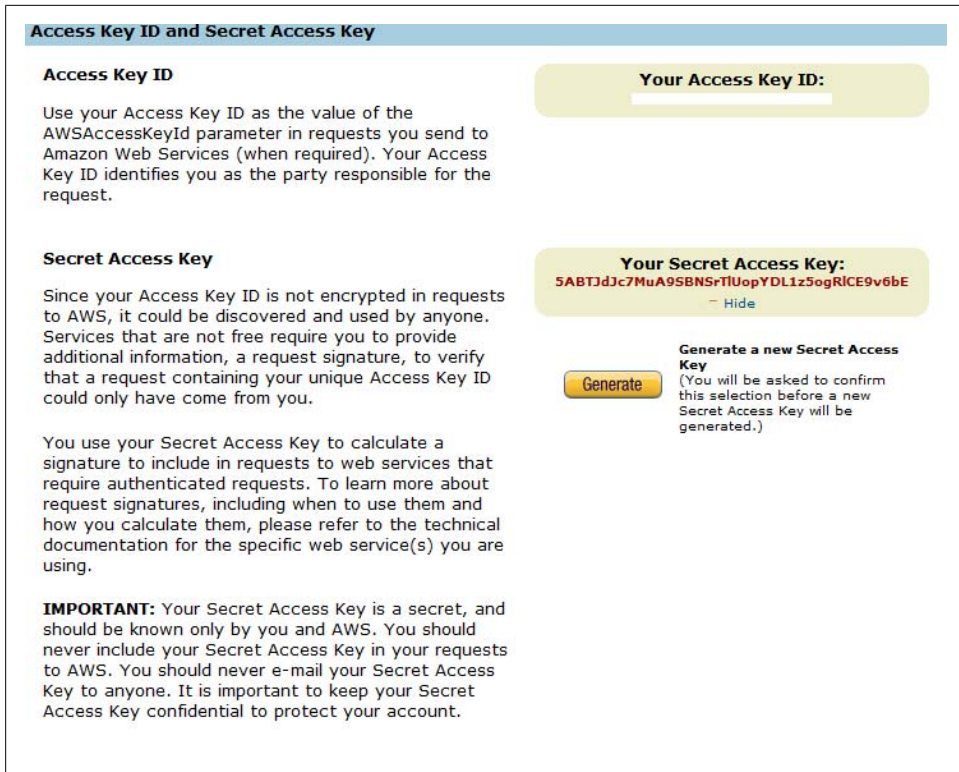 Access Key ID and Secret Access Key
Access Key ID
Use your Access Key ID as the value of the
AWSAccessKeyId parameter in requests you send to
Amazon Web Services (when required). Your Access
Key ID identifies you as the party responsible for the
request.
Your Access Key ID:
Secret Access Key
Since your Access Key ID is not encrypted in requests
to AWS, it could be discovered and used by anyone.
Services that are not free require you to provide
additional information, a request signature, to verify
that a request containing your unique Access Key ID
could only have come from you.
You use your Secret Access Key to calculate a
signature to include in requests to web services that
require authenticated requests. To learn more about
request signatures, including when to use them and
how you calculate them, please refer to the technical
documentation for the specific web service(s) you are
using.
IMPORTANT: Your Secret Access Key is a secret, and
should be known only by you and AWS. You should
never include your Secret Access Key in your requests
to AWS. You should never e-mail your Secret Access
Key to anyone. It is important to keep your Secret
Access Key confidential to protect your account.
Your Secret Access Key:
5ABTJdJc7MuA9SBNSrTlUopYDL1z5ogRlCE9v6bE
− Hide
Generate
Generate a new Secret Access
Key
(You will be asked to confirm
this selection before a new
Secret Access Key will be
generated.)